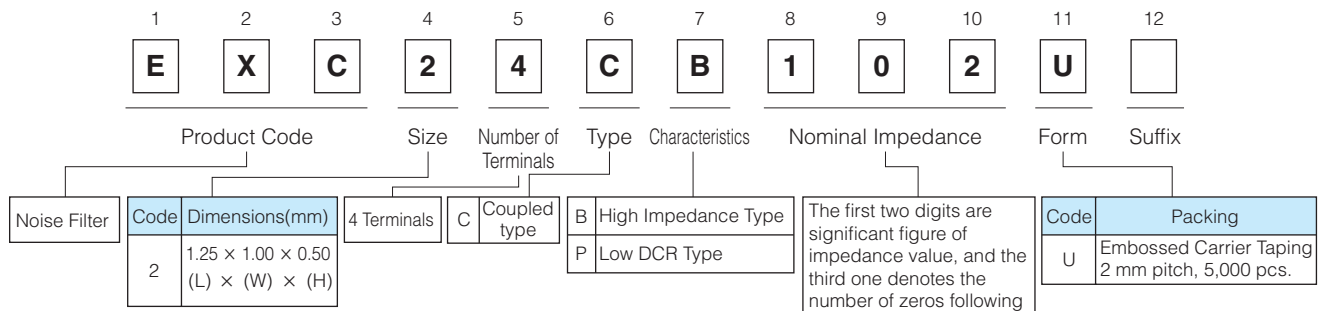 1 2 3 4 5 6 7 8 9 10 11 12
E X C 2 4 C B 1 0 2 U
Product Code Size Number of Terminals Type Characteristics Nominal Impedance Form Suffix
Noise Filter
Code Dimensions(mm)
2 1.25 × 1.00 × 0.50
(L) × (W) × (H)
4 Terminals
C Coupled type
B High Impedance Type
P Low DCR Type
The first two digits are
significant figure of
impedance value, and the
third one denotes the
number of zeros following
Code Packing
U Embossed Carrier Taping
2 mm pitch, 5,000 pcs.